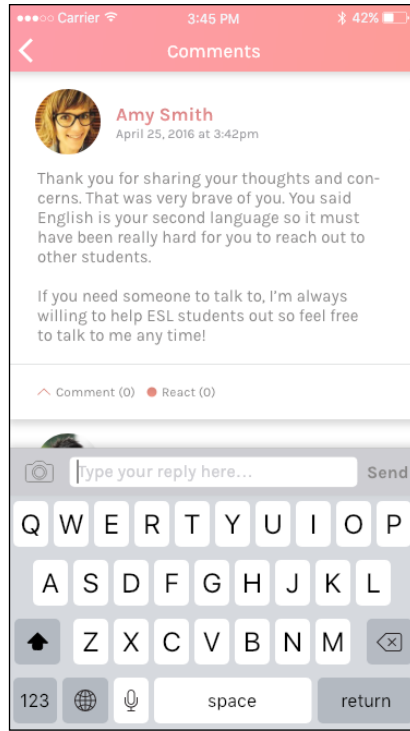 Carrier 3:45 PM 42%
Comments
Amy Smith
April 25, 2016 at 3:42pm
Thank you for sharing your thoughts and con-
cerns. That was very brave of you. You said
English is your second language so it must
have been really hard for you to reach out to
other students.
If you need someone to talk to, I'm always
willing to help ESL students out so feel free
to talk to me any time!
Comment (0) React (0)
Type your reply here... Send
Q W E R T Y U I O P
A S D F G H J K L
Z X C V B N M
123 space return